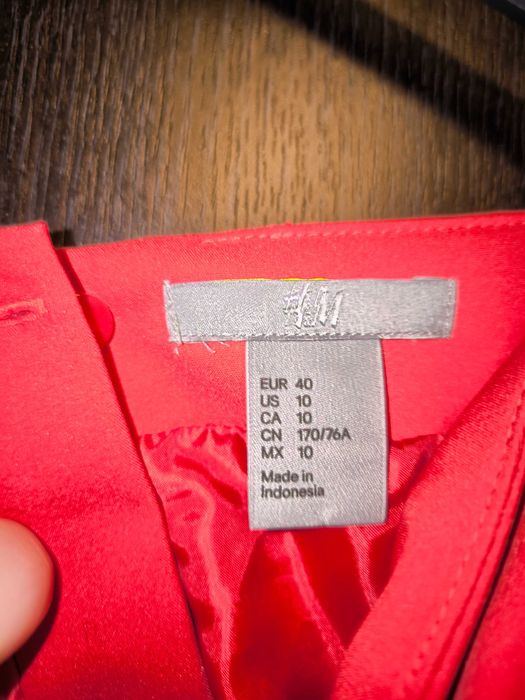 H&M
EUR 40
US 10
CA 10
CN 170/76A
MX 10
Made in
Indonesia